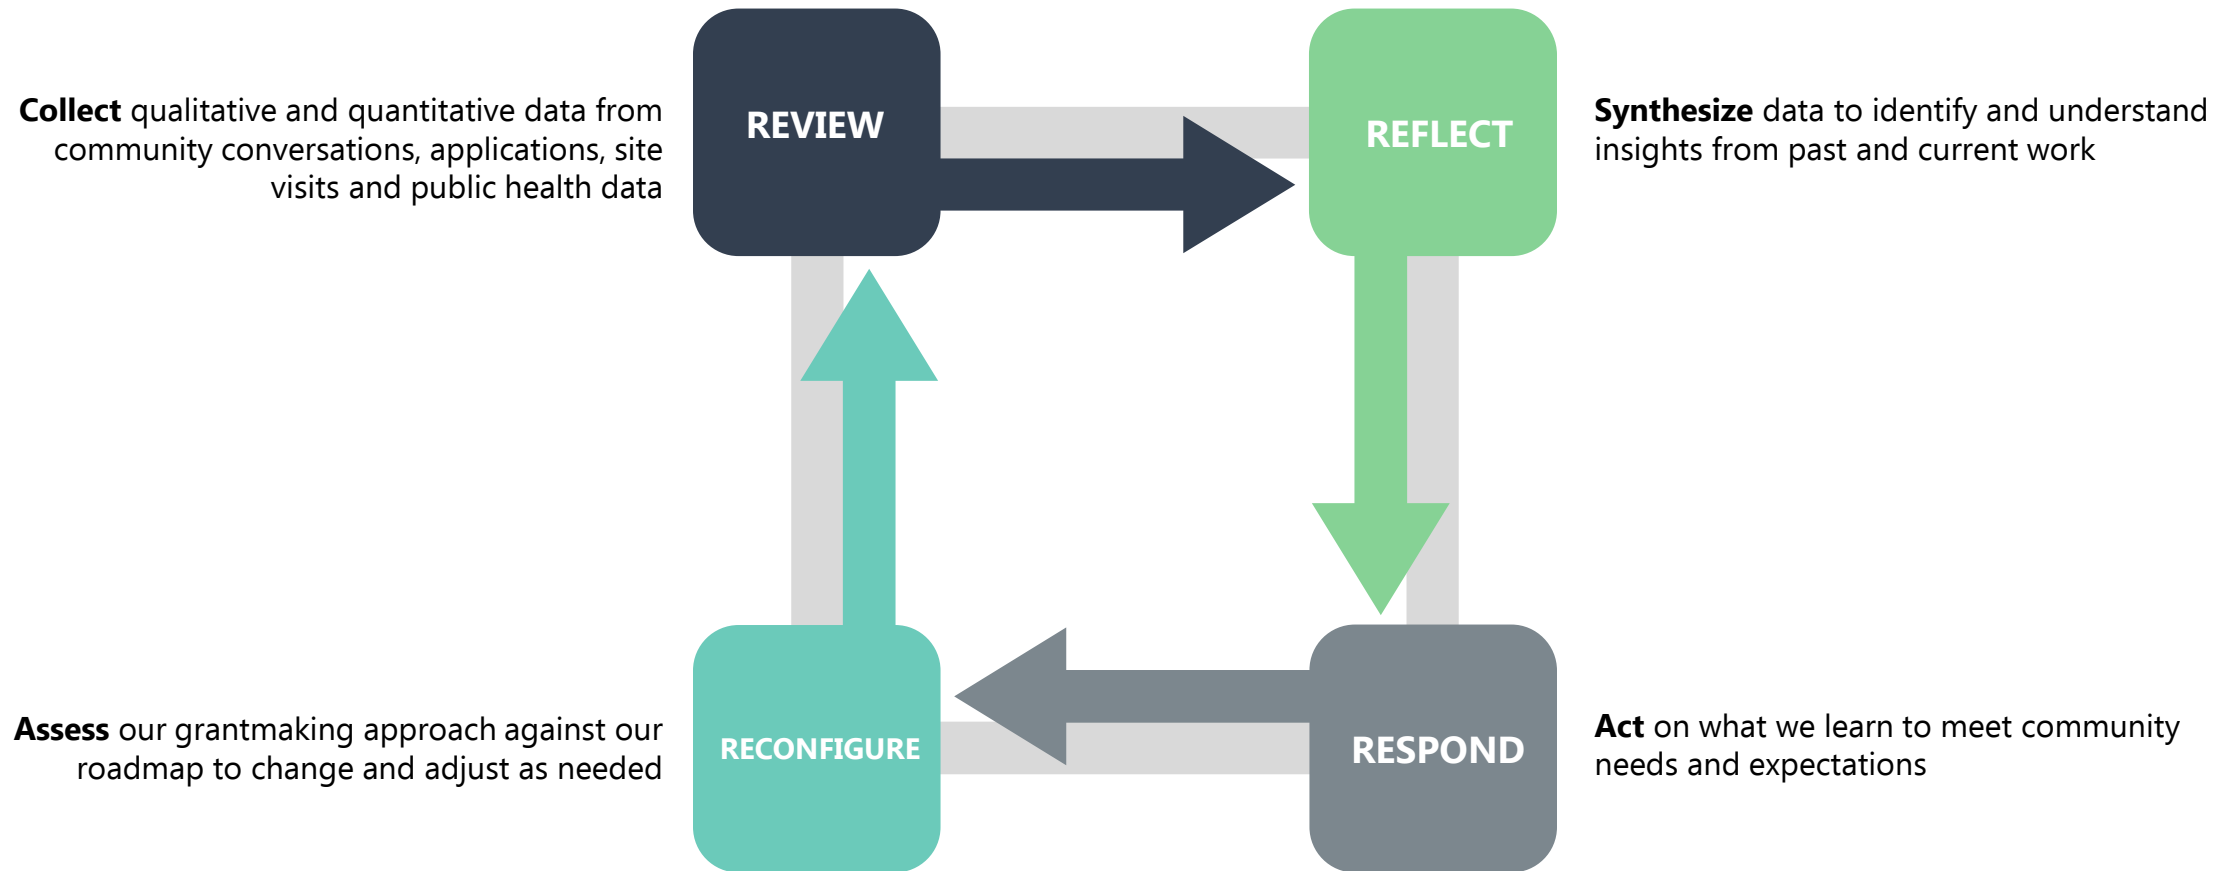 Collect qualitative and quantitative data from
community conversations, applications, site
visits and public health data
REVIEW
REFLECT
Synthesize data to identify and understand
insights from past and current work
Assess our grantmaking approach against our
roadmap to change and adjust as needed
RECONFIGURE
RESPOND
Act on what we learn to meet community
needs and expectations